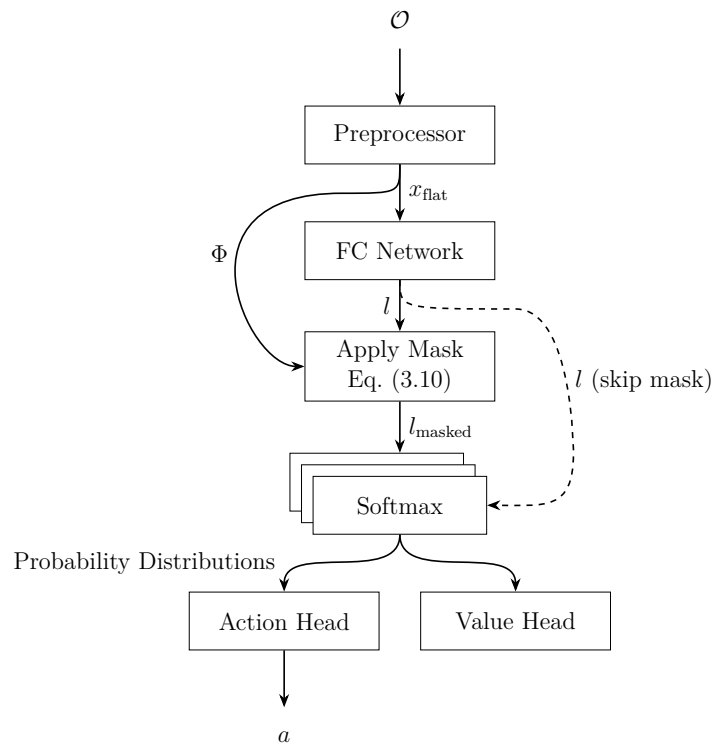 𝒪
Preprocessor
x_flat
Φ
FC Network
l
Apply Mask
Eq. (3.10)
l (skip mask)
l_masked
Softmax
Probability Distributions
Action Head
Value Head
a